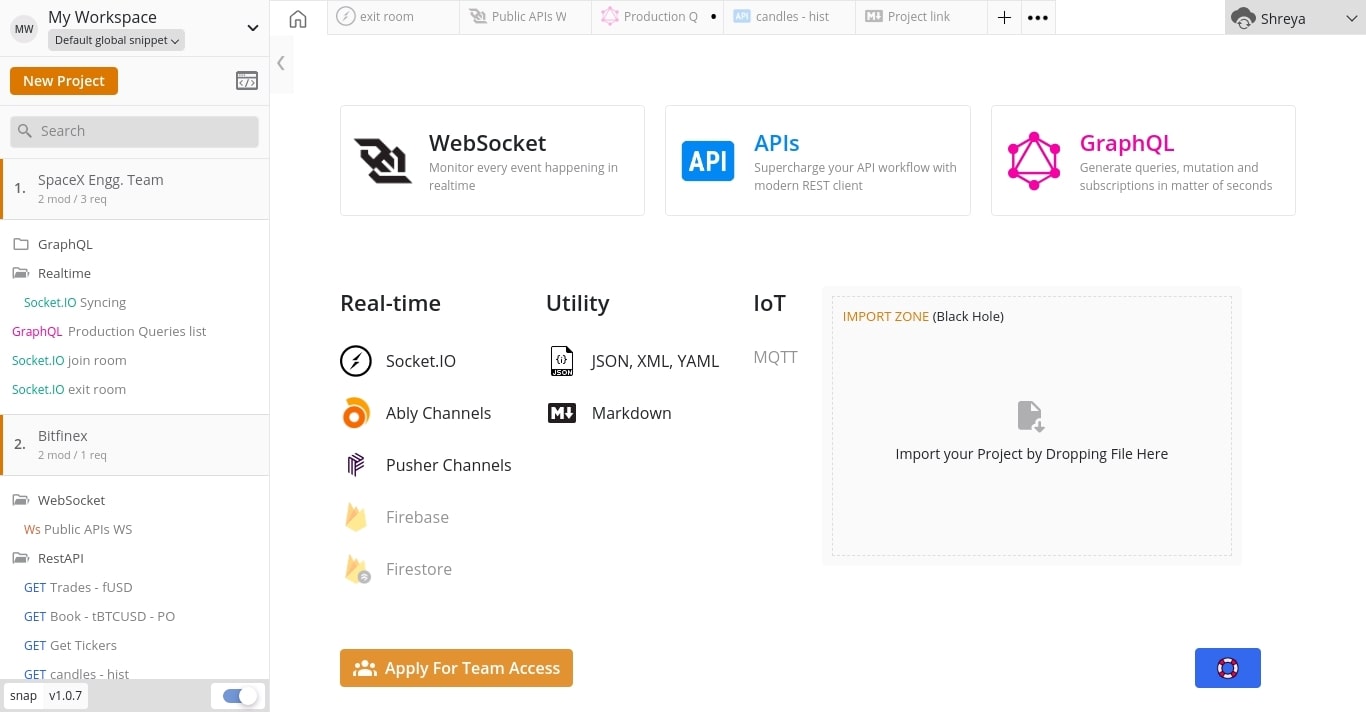 MW
My Workspace
Default global snippet
New Project
Search
1.
SpaceX Engg. Team
2 mod / 3 req
GraphQL
Realtime
Socket.IO Syncing
GraphQL Production Queries list
Socket.IO join room
Socket.IO exit room
2.
Bitfinex
2 mod / 1 req
WebSocket
Ws Public APIs WS
RestAPI
GET Trades - fUSD
GET Book - tBTCUSD - PO
GET Get Tickers
GET candles - hist
snap v1.0.7
exit room
Public APIs W
Production Q
API candles - hist
Project link
Shreya
WebSocket
Monitor every event happening in
realtime
API
APIs
Supercharge your API workflow with
modern REST client
GraphQL
Generate queries, mutation and
subscriptions in matter of seconds
Real-time
Socket.IO
Ably Channels
Pusher Channels
Firebase
Firestore
Utility
JSON
JSON, XML, YAML
Markdown
IoT
MQTT
IMPORT ZONE (Black Hole)
Import your Project by Dropping File Here
Apply For Team Access